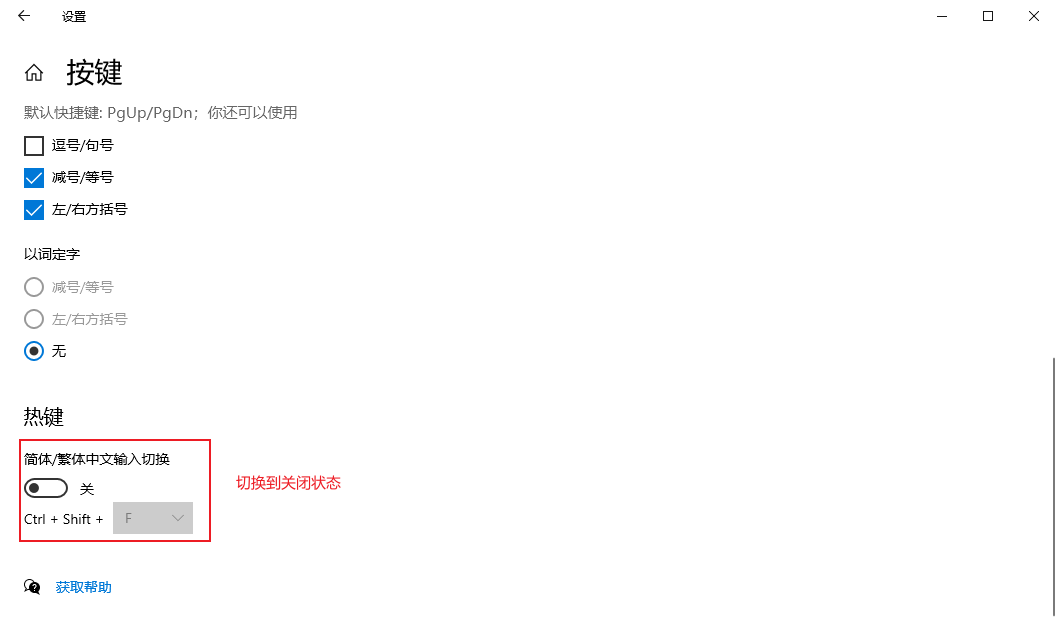 设置
按键
默认快捷键: PgUp/PgDn；你还可以使用
逗号/句号
减号/等号
左/右方括号
以词定字
减号/等号
左/右方括号
无
热键
简体/繁体中文输入切换
切换到关闭状态
关
Ctrl + Shift + F
获取帮助